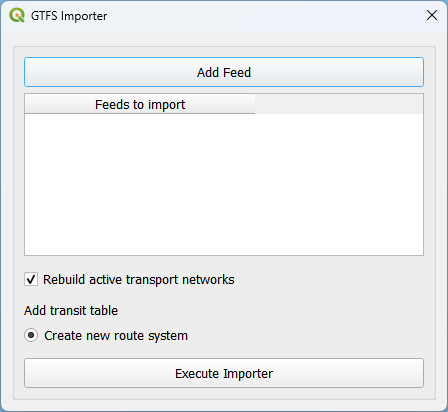 GTFS Importer
Add Feed
Feeds to import
Rebuild active transport networks
Add transit table
Create new route system
Execute Importer